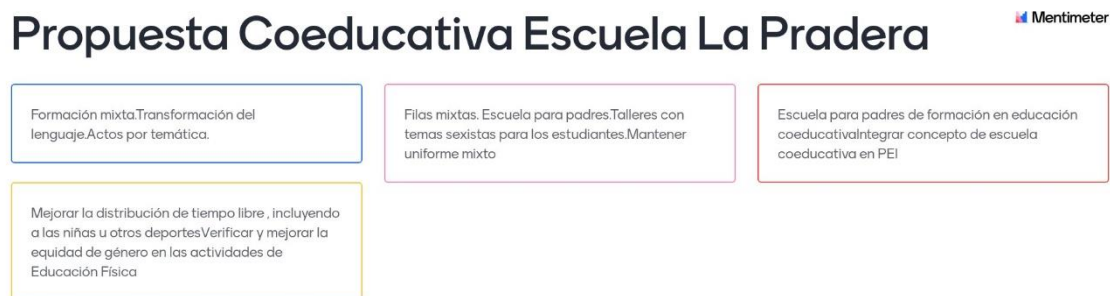 Mentimeter
Propuesta Coeducativa Escuela La Pradera
Formación mixta.Transformación del
lenguaje.Actos por temática.
Filas mixtas. Escuela para padres.Talleres con
temas sexistas para los estudiantes.Mantener
uniforme mixto
Escuela para padres de formación en educación
coeducativaIntegrar concepto de escuela
coeducativa en PEI
Mejorar la distribución de tiempo libre , incluyendo
a las niñas u otros deportesVerificar y mejorar la
equidad de género en las actividades de
Educación Física